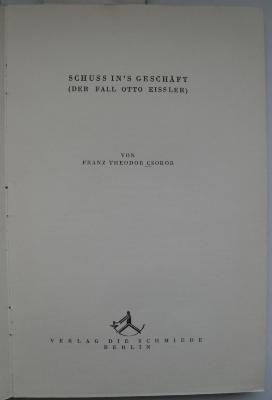 SCHUSS IN'S GESCHÄFT
(DER FALL OTTO EISSLER)
VON
FRANZ THEODOR CSOKOR
VERLAG DIE SCHMIEDE
BERLIN